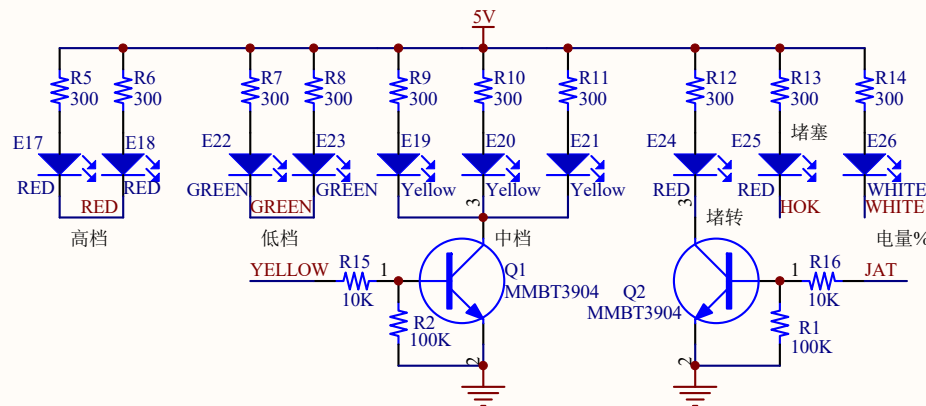 5V
R5 300
R6 300
R7 300
R8 300
R9 300
R10 300
R11 300
R12 300
R13 300
R14 300
堵塞
E17 RED
E18 RED
E22 GREEN
E23 GREEN
E19 Yellow
E20 Yellow
E21 Yellow
E24 RED
E25 RED
E26 WHITE
RED
GREEN
3
3
HOK
WHITE
高档
低档
中档
堵转
电量%
YELLOW
R15 10K
1
Q1
MMBT3904
R2 100K
2
Q2
MMBT3904
1
R16 10K
JAT
R1 100K
2